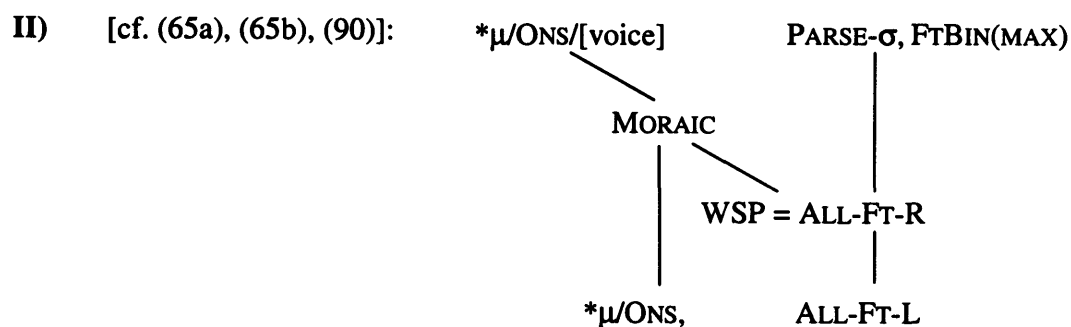 II) [cf. (65a), (65b), (90)]: *μ/ONS/[voice] PARSE-σ, FTBIN(MAX)
MORAIC
WSP = ALL-FT-R
*μ/ONS, ALL-FT-L